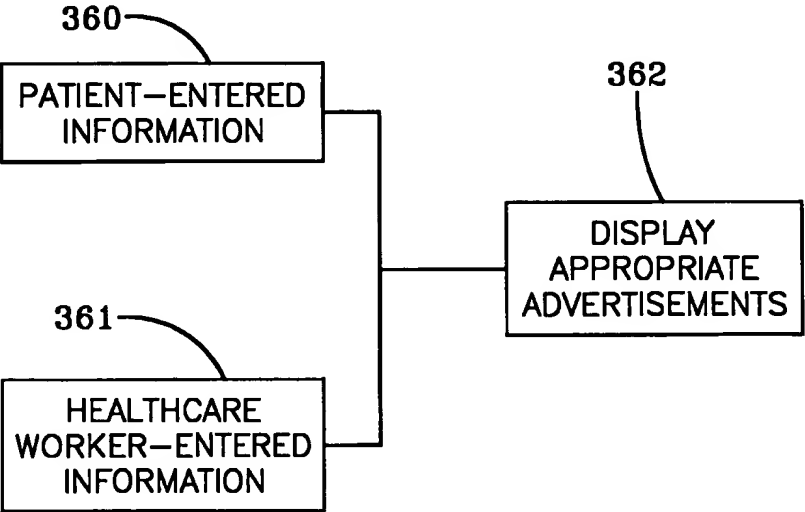 360
PATIENT–ENTERED
INFORMATION
362
DISPLAY
APPROPRIATE
ADVERTISEMENTS
361
HEALTHCARE
WORKER–ENTERED
INFORMATION